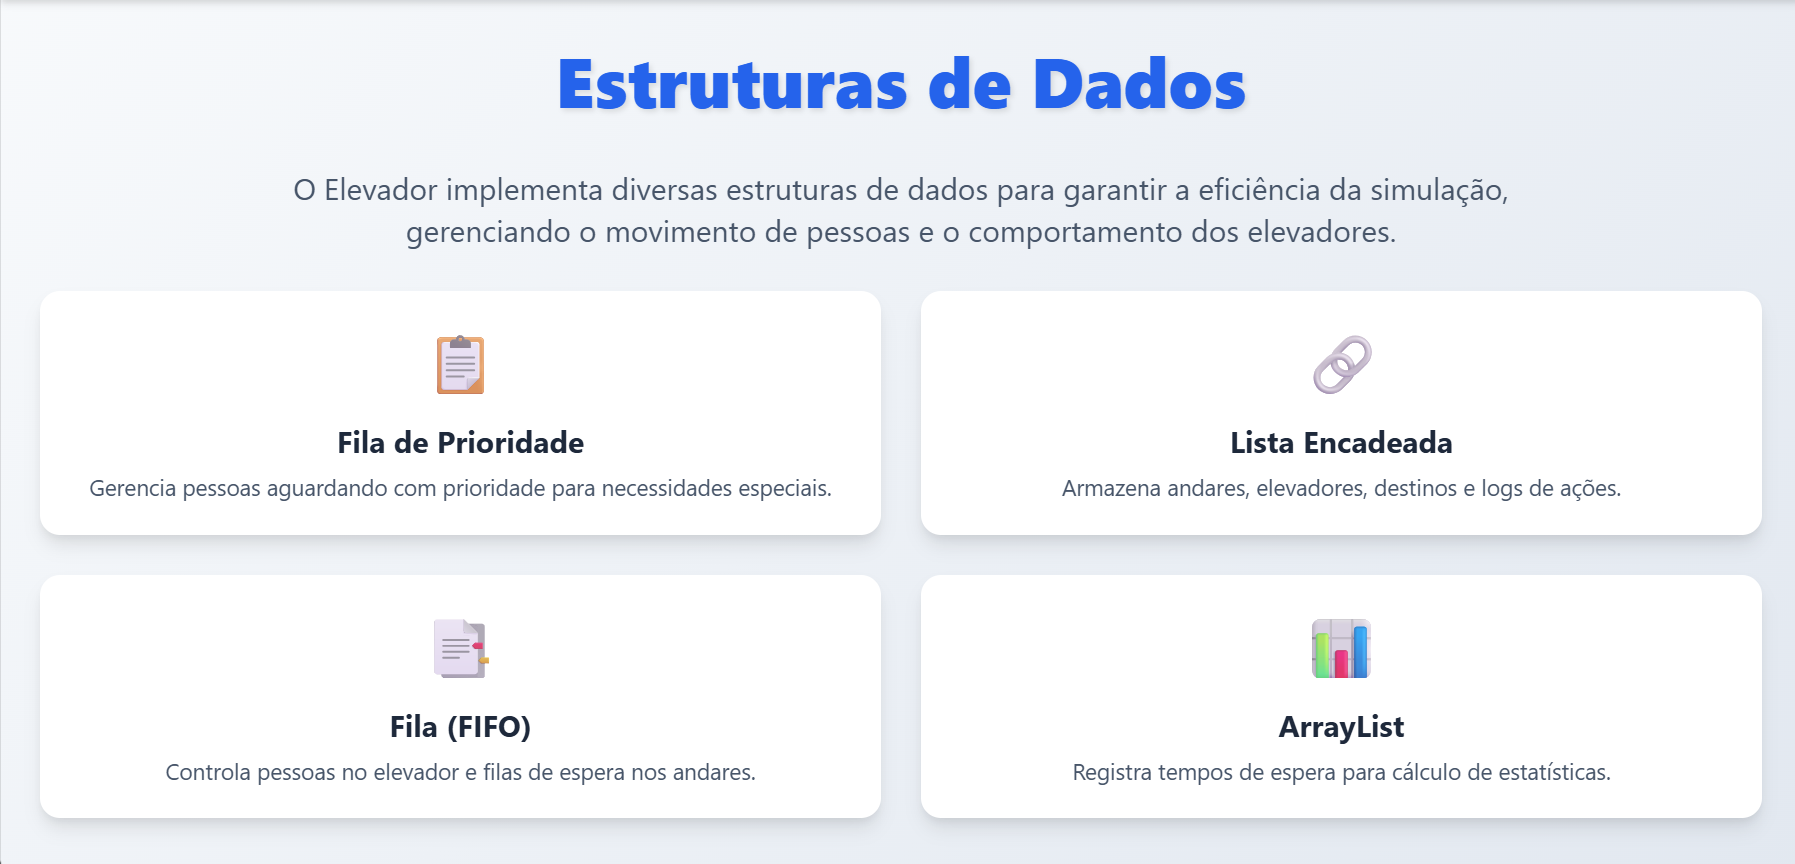 Estruturas de Dados
O Elevador implementa diversas estruturas de dados para garantir a eficiência da simulação,
gerenciando o movimento de pessoas e o comportamento dos elevadores.
Fila de Prioridade
Gerencia pessoas aguardando com prioridade para necessidades especiais.
Lista Encadeada
Armazena andares, elevadores, destinos e logs de ações.
Fila (FIFO)
Controla pessoas no elevador e filas de espera nos andares.
ArrayList
Registra tempos de espera para cálculo de estatísticas.